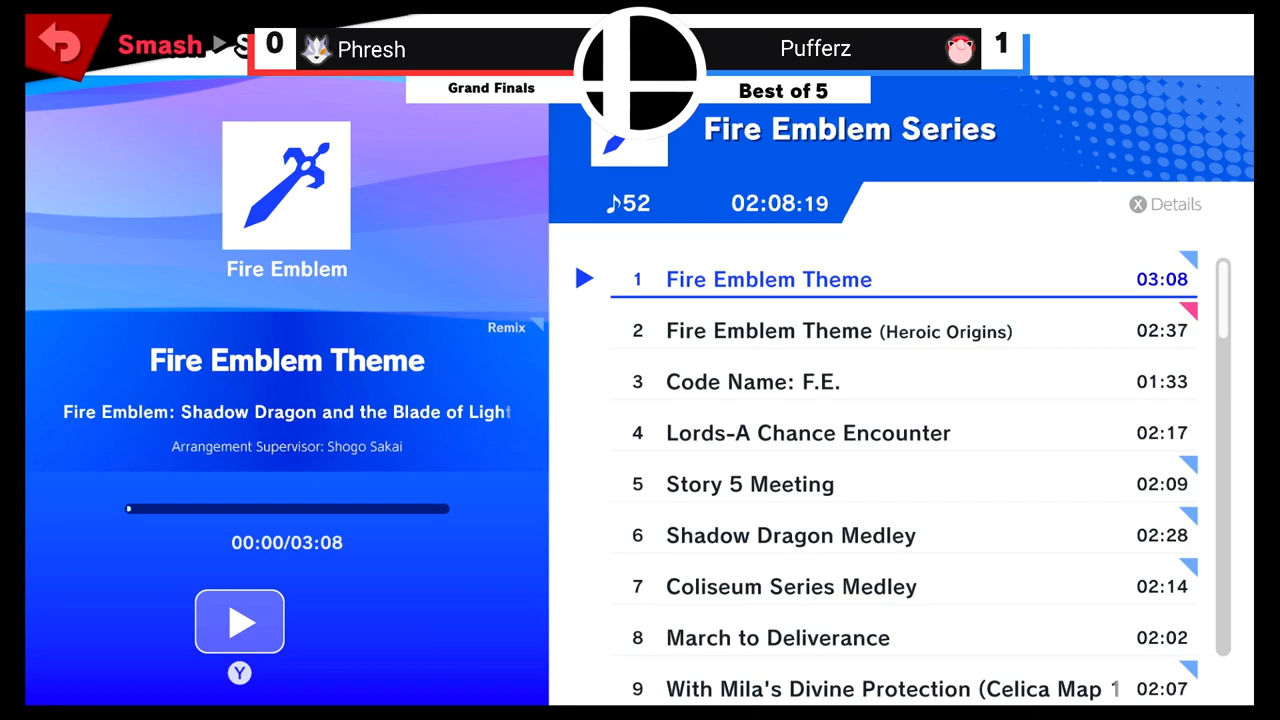 Smash
0 Phresh
Pufferz 1
Grand Finals
Best of 5
Fire Emblem Series
♪52 02:08:19
X Details
Fire Emblem
Remix
Fire Emblem Theme
Fire Emblem: Shadow Dragon and the Blade of Light
Arrangement Supervisor: Shogo Sakai
00:00/03:08
Y
1 Fire Emblem Theme 03:08
2 Fire Emblem Theme (Heroic Origins) 02:37
3 Code Name: F.E. 01:33
4 Lords-A Chance Encounter 02:17
5 Story 5 Meeting 02:09
6 Shadow Dragon Medley 02:28
7 Coliseum Series Medley 02:14
8 March to Deliverance 02:02
9 With Mila's Divine Protection (Celica Map 1 02:07